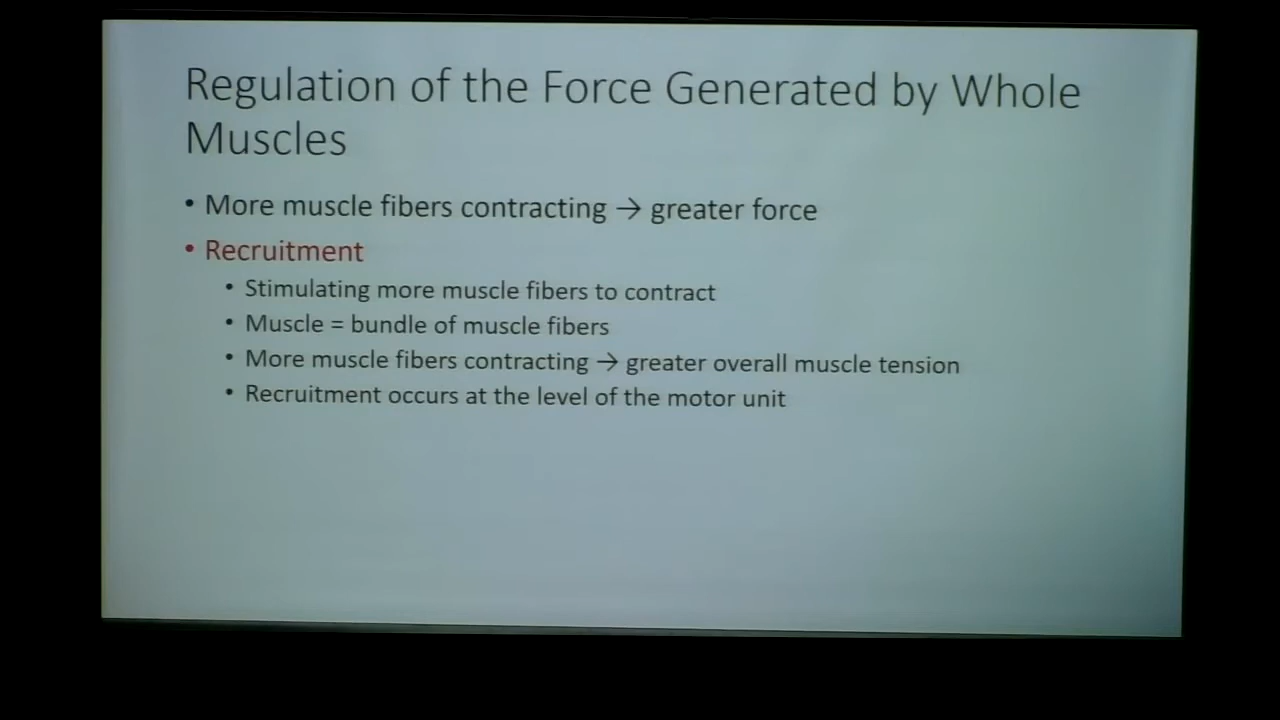 Regulation of the Force Generated by Whole
Muscles
• More muscle fibers contracting → greater force
• Recruitment
• Stimulating more muscle fibers to contract
• Muscle = bundle of muscle fibers
• More muscle fibers contracting → greater overall muscle tension
• Recruitment occurs at the level of the motor unit